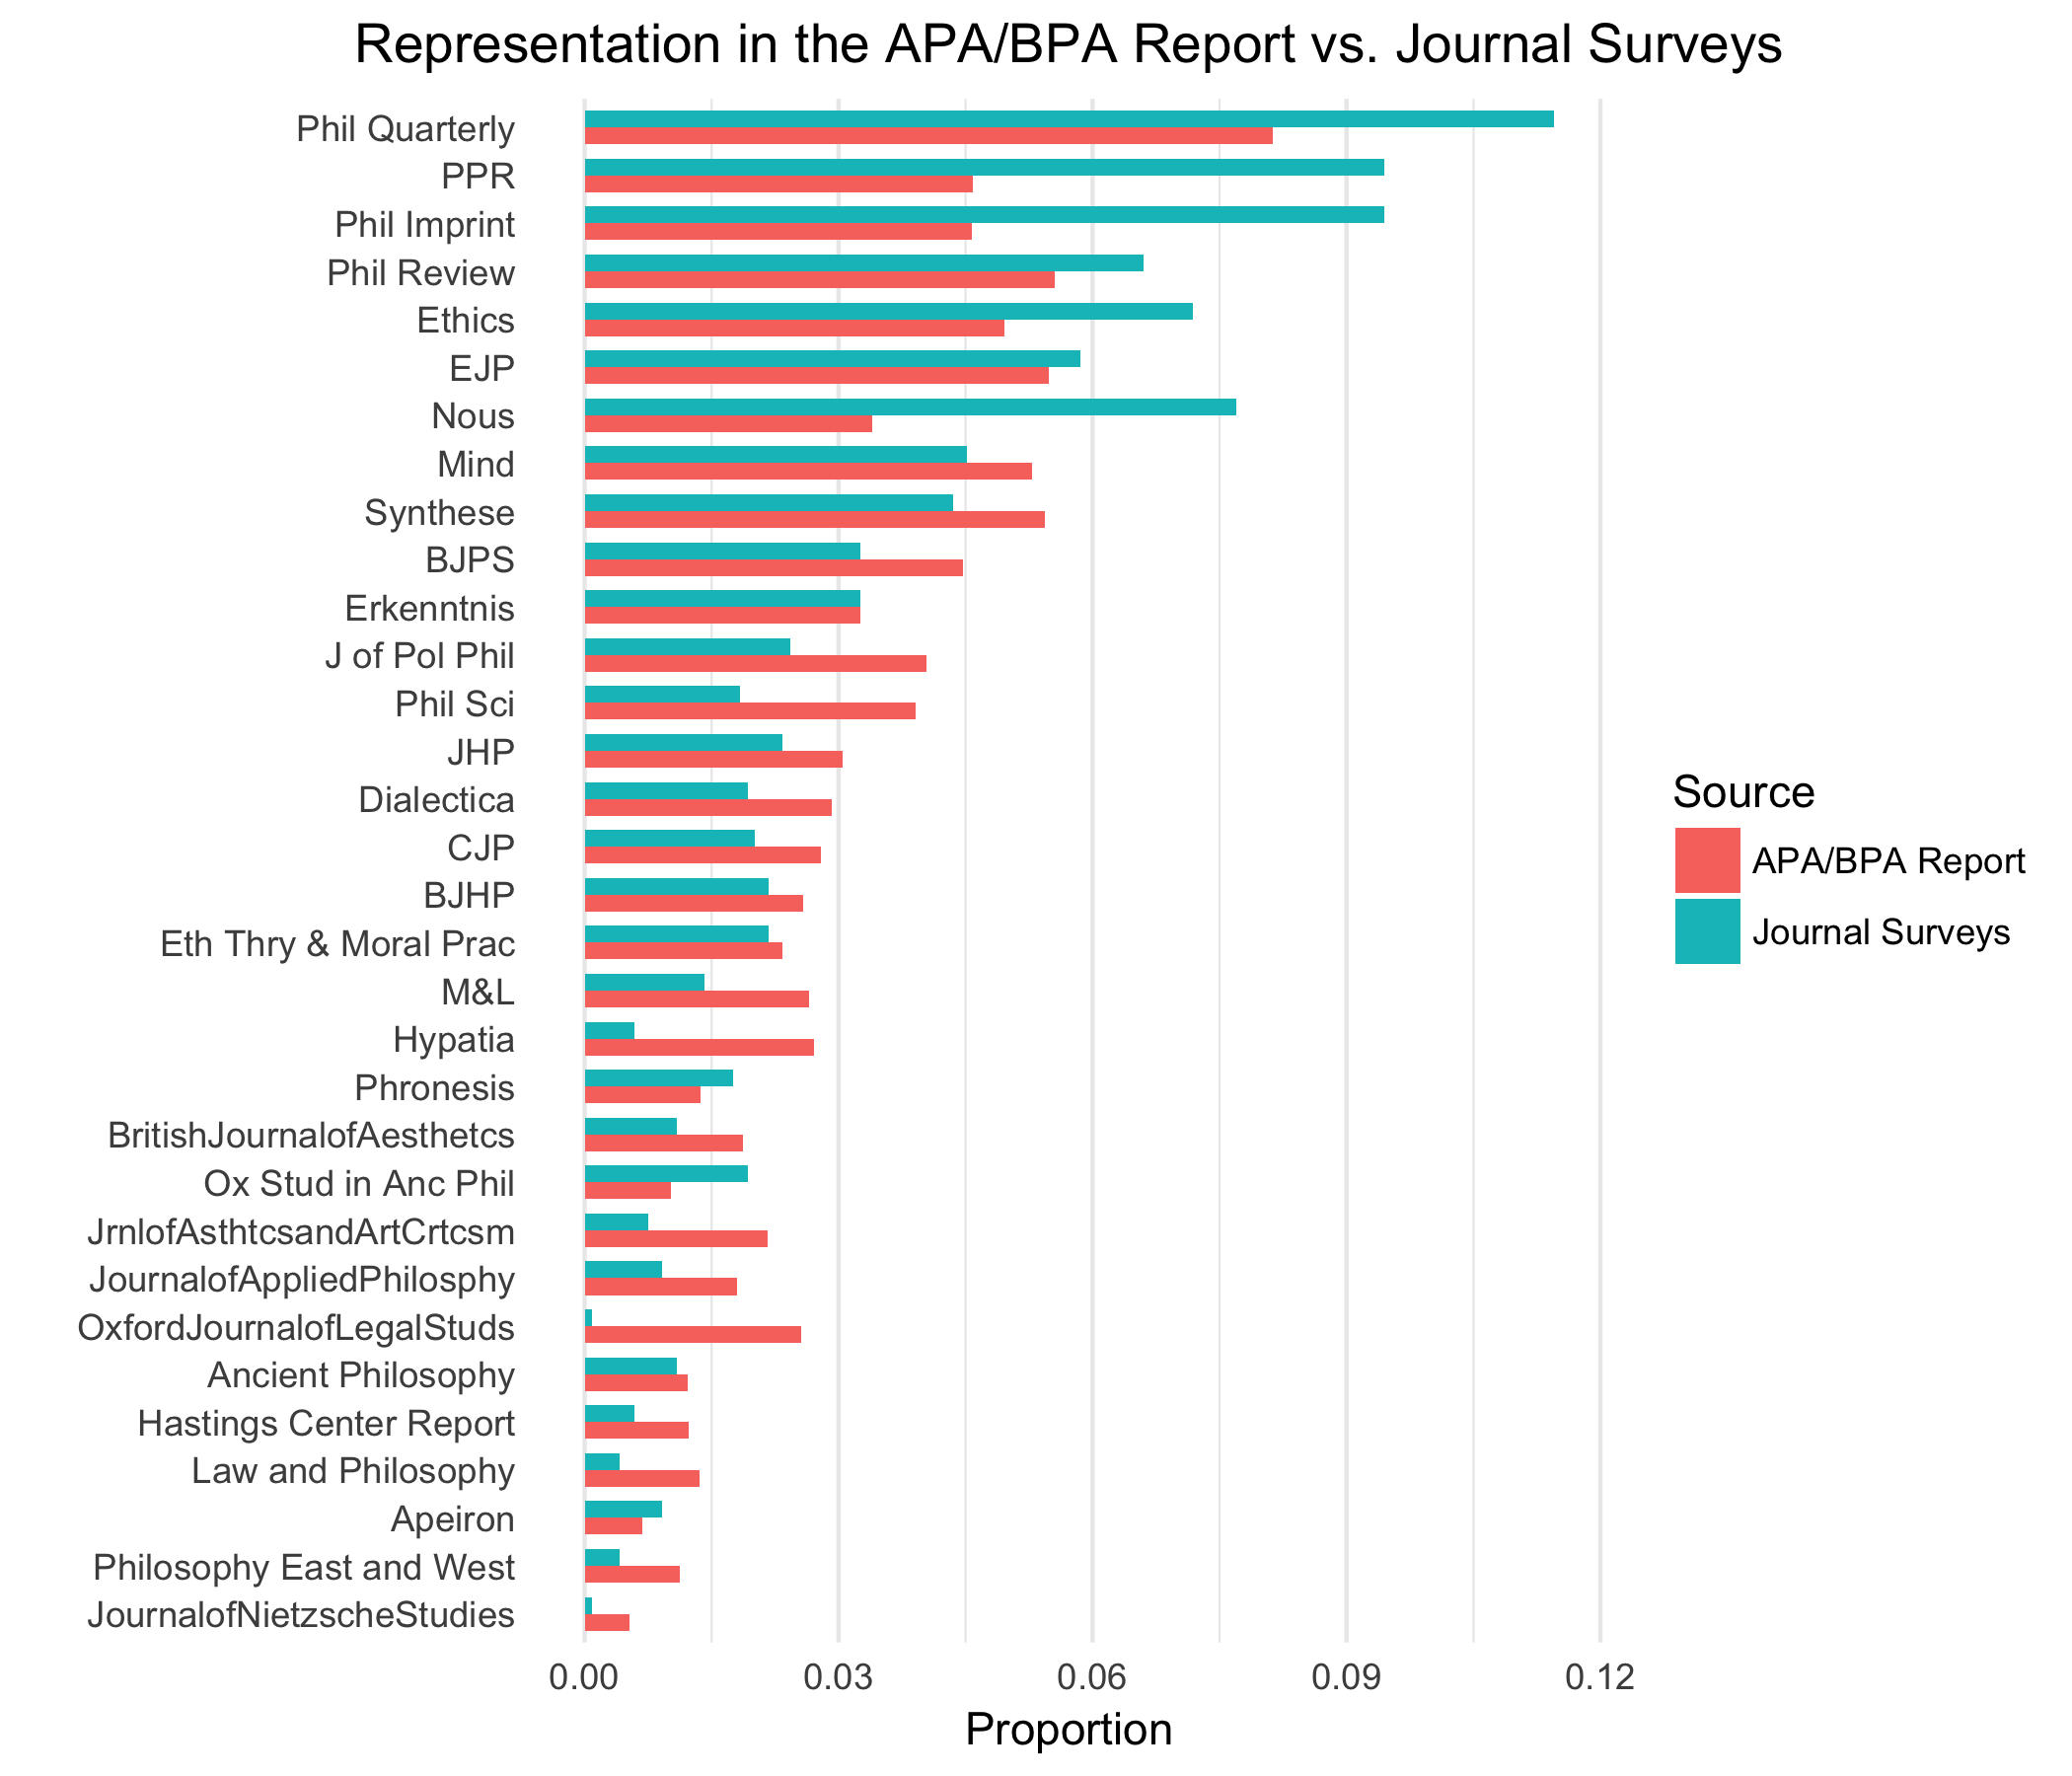 Representation in the APA/BPA Report vs. Journal Surveys
Phil Quarterly
PPR
Phil Imprint
Phil Review
Ethics
EJP
Nous
Mind
Synthese
BJPS
Erkenntnis
J of Pol Phil
Phil Sci
JHP
Dialectica
CJP
BJHP
Eth Thry & Moral Prac
M&L
Hypatia
Phronesis
BritishJournalofAesthetcs
Ox Stud in Anc Phil
JrnlofAsthtcsandArtCrtcsm
JournalofAppliedPhilosphy
OxfordJournalofLegalStuds
Ancient Philosophy
Hastings Center Report
Law and Philosophy
Apeiron
Philosophy East and West
JournalofNietzscheStudies
0.00 0.03 0.06 0.09 0.12
Proportion
Source
APA/BPA Report
Journal Surveys